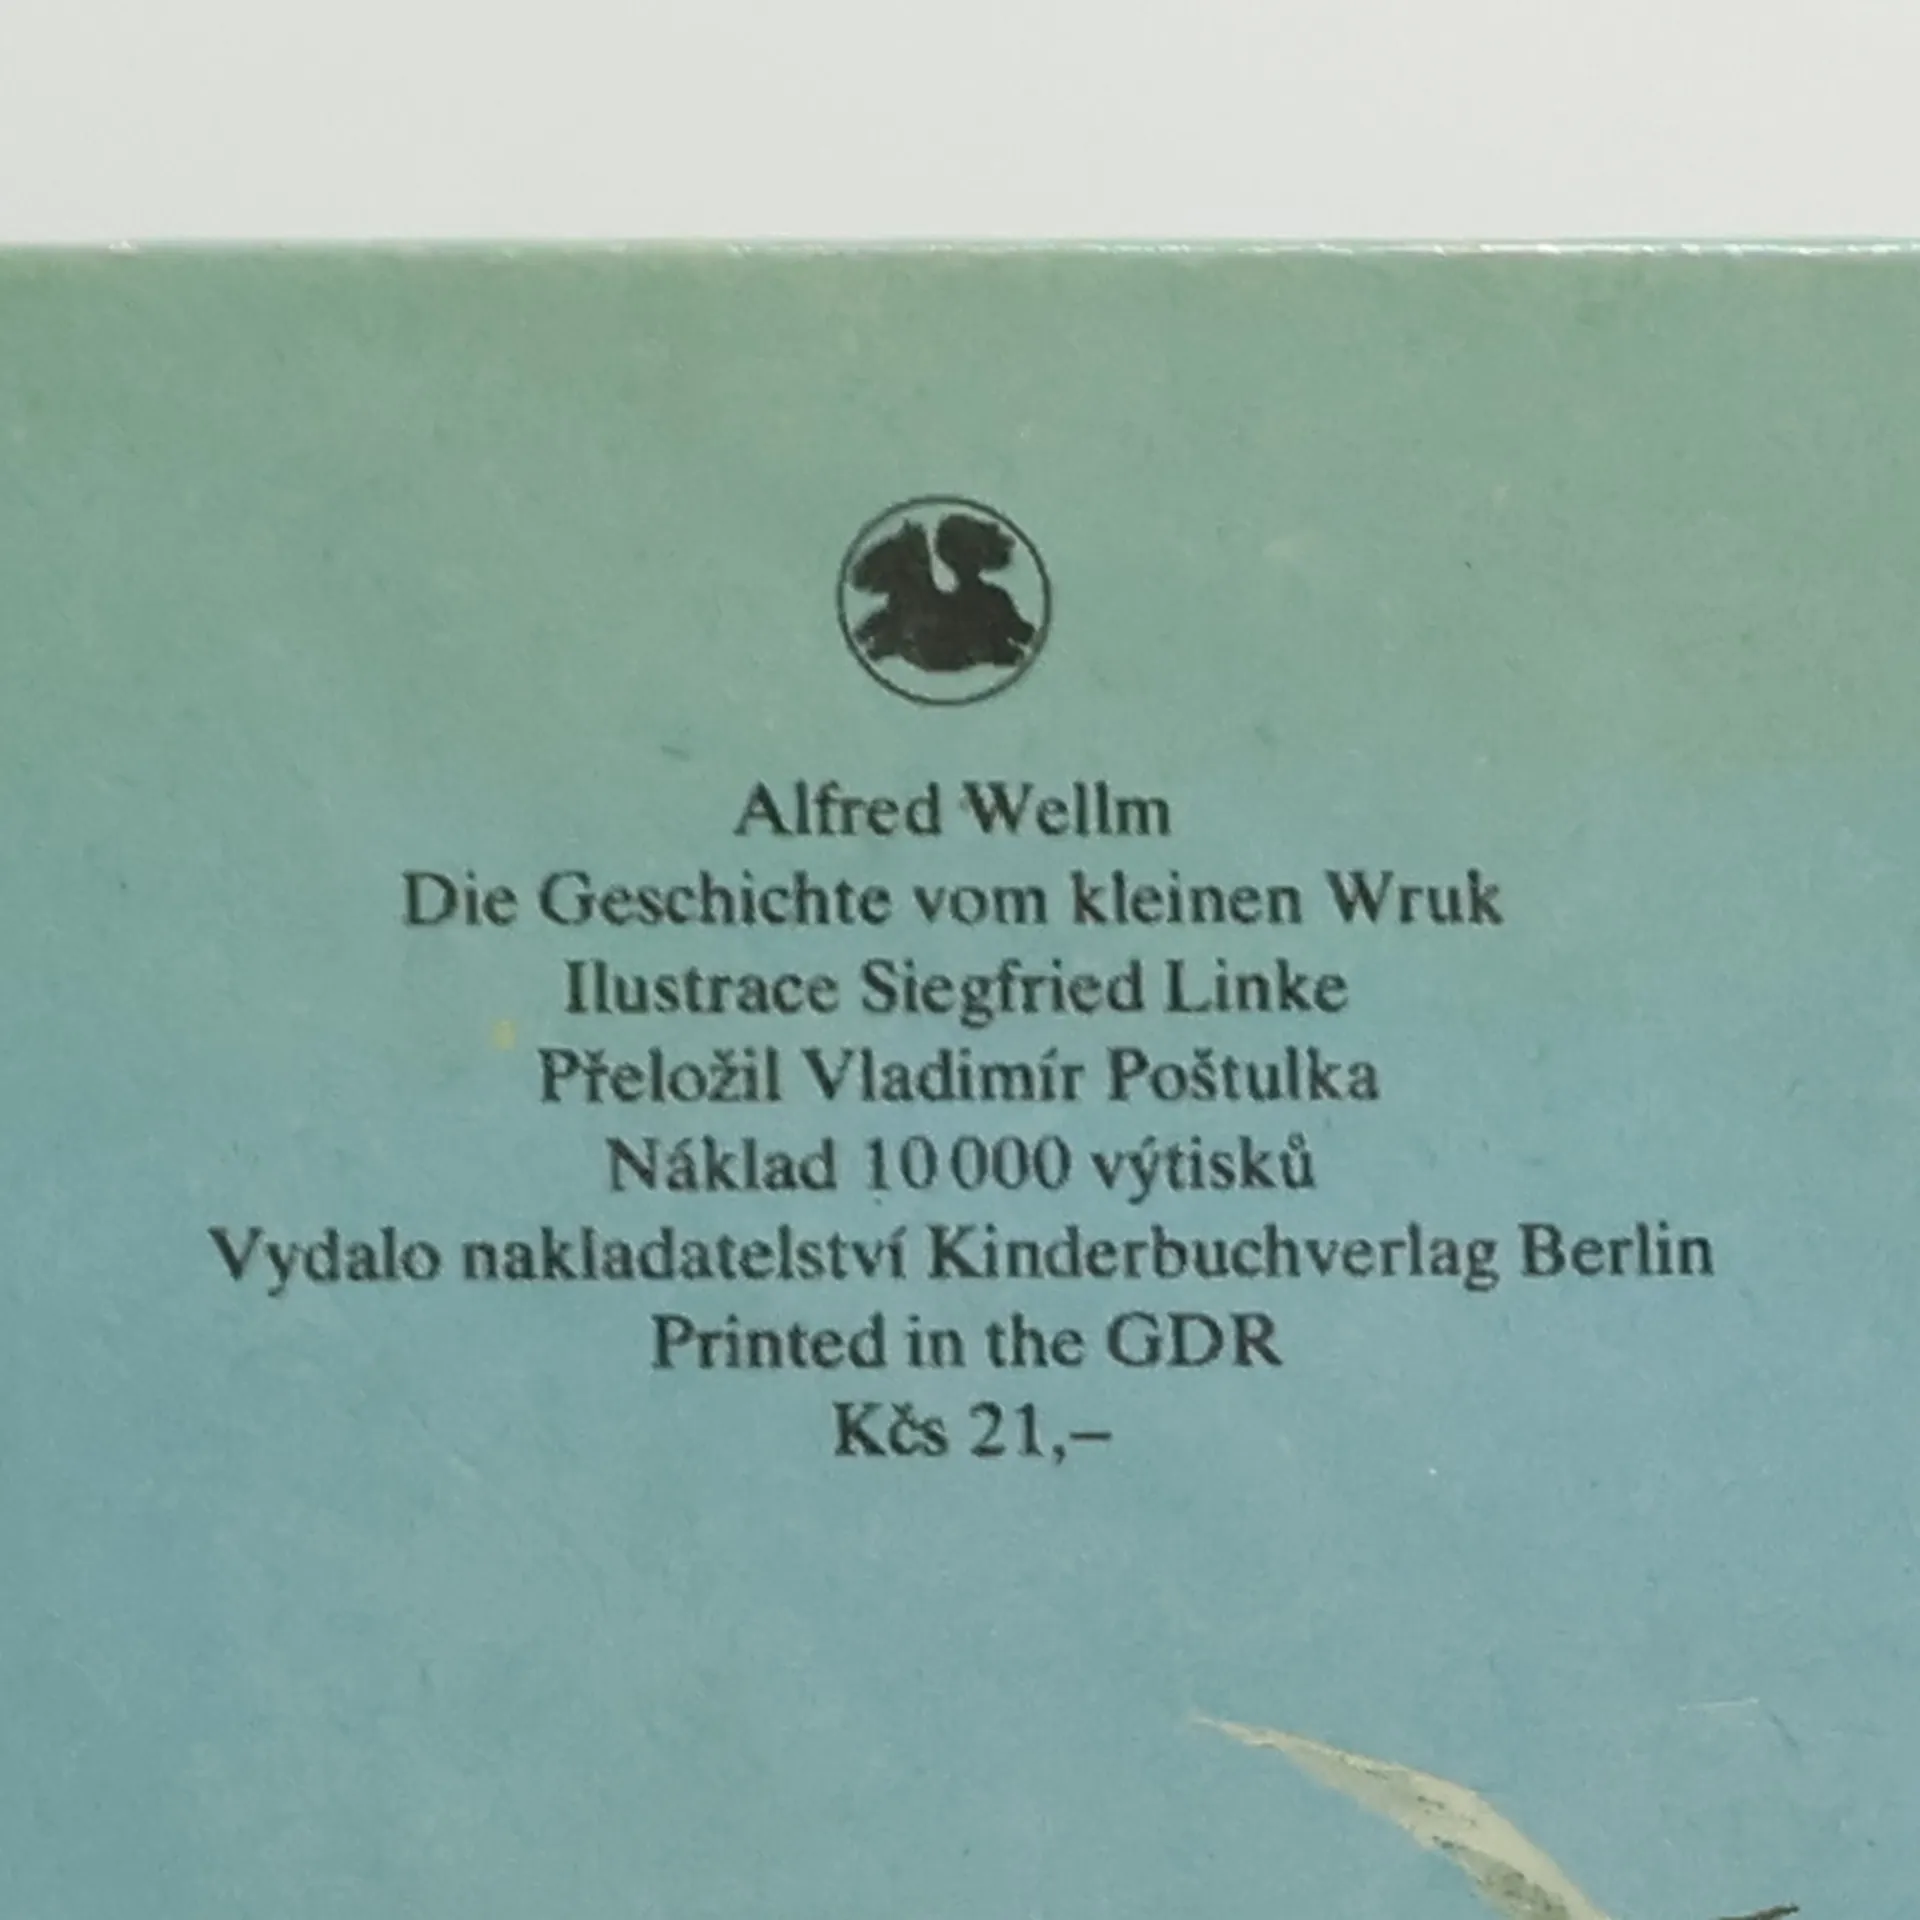 Alfred Wellm
Die Geschichte vom kleinen Wruk
Ilustrace Siegfried Linke
Přeložil Vladimír Poštulka
Náklad 10 000 výtisků
Vydalo nakladatelství Kinderbuchverlag Berlin
Printed in the GDR
Kčs 21,–